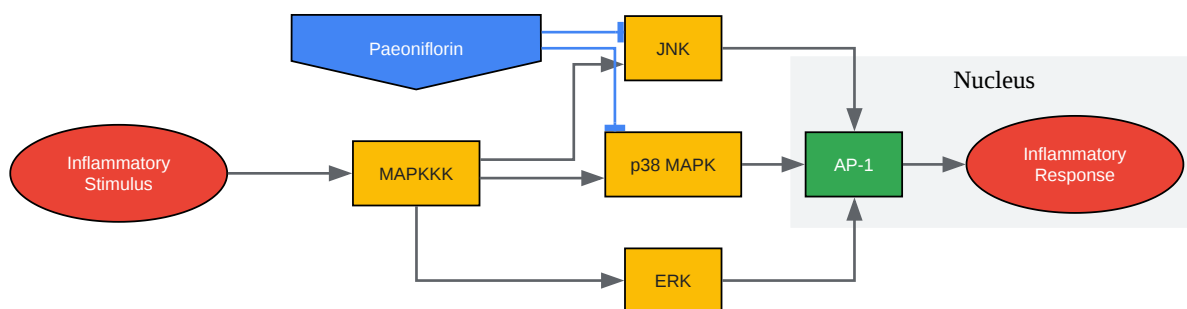 Paeoniflorin
JNK
Nucleus
Inflammatory
Stimulus
MAPKKK
p38 MAPK
AP-1
Inflammatory
Response
ERK